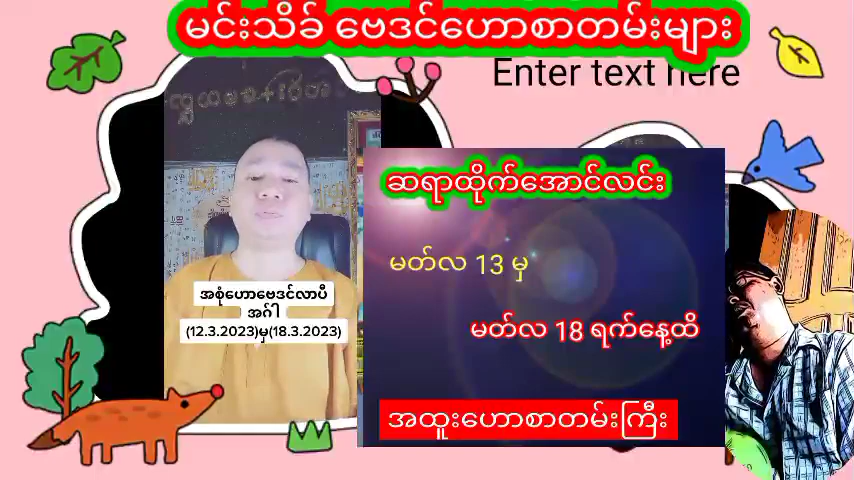 မင်းသိခ် ဗေဒင်ဟောစာတမ်းများ
Enter text here
ဆရာထိုက်အောင်လင်း
မတ်လ 13 မှ
မတ်လ 18 ရက်နေ့ထိ
အထူးဟောစာတမ်းကြီး
အစုံဟောဗေဒင်လာပီ
အင်္ဂါ
(12.3.2023)မှ(18.3.2023)